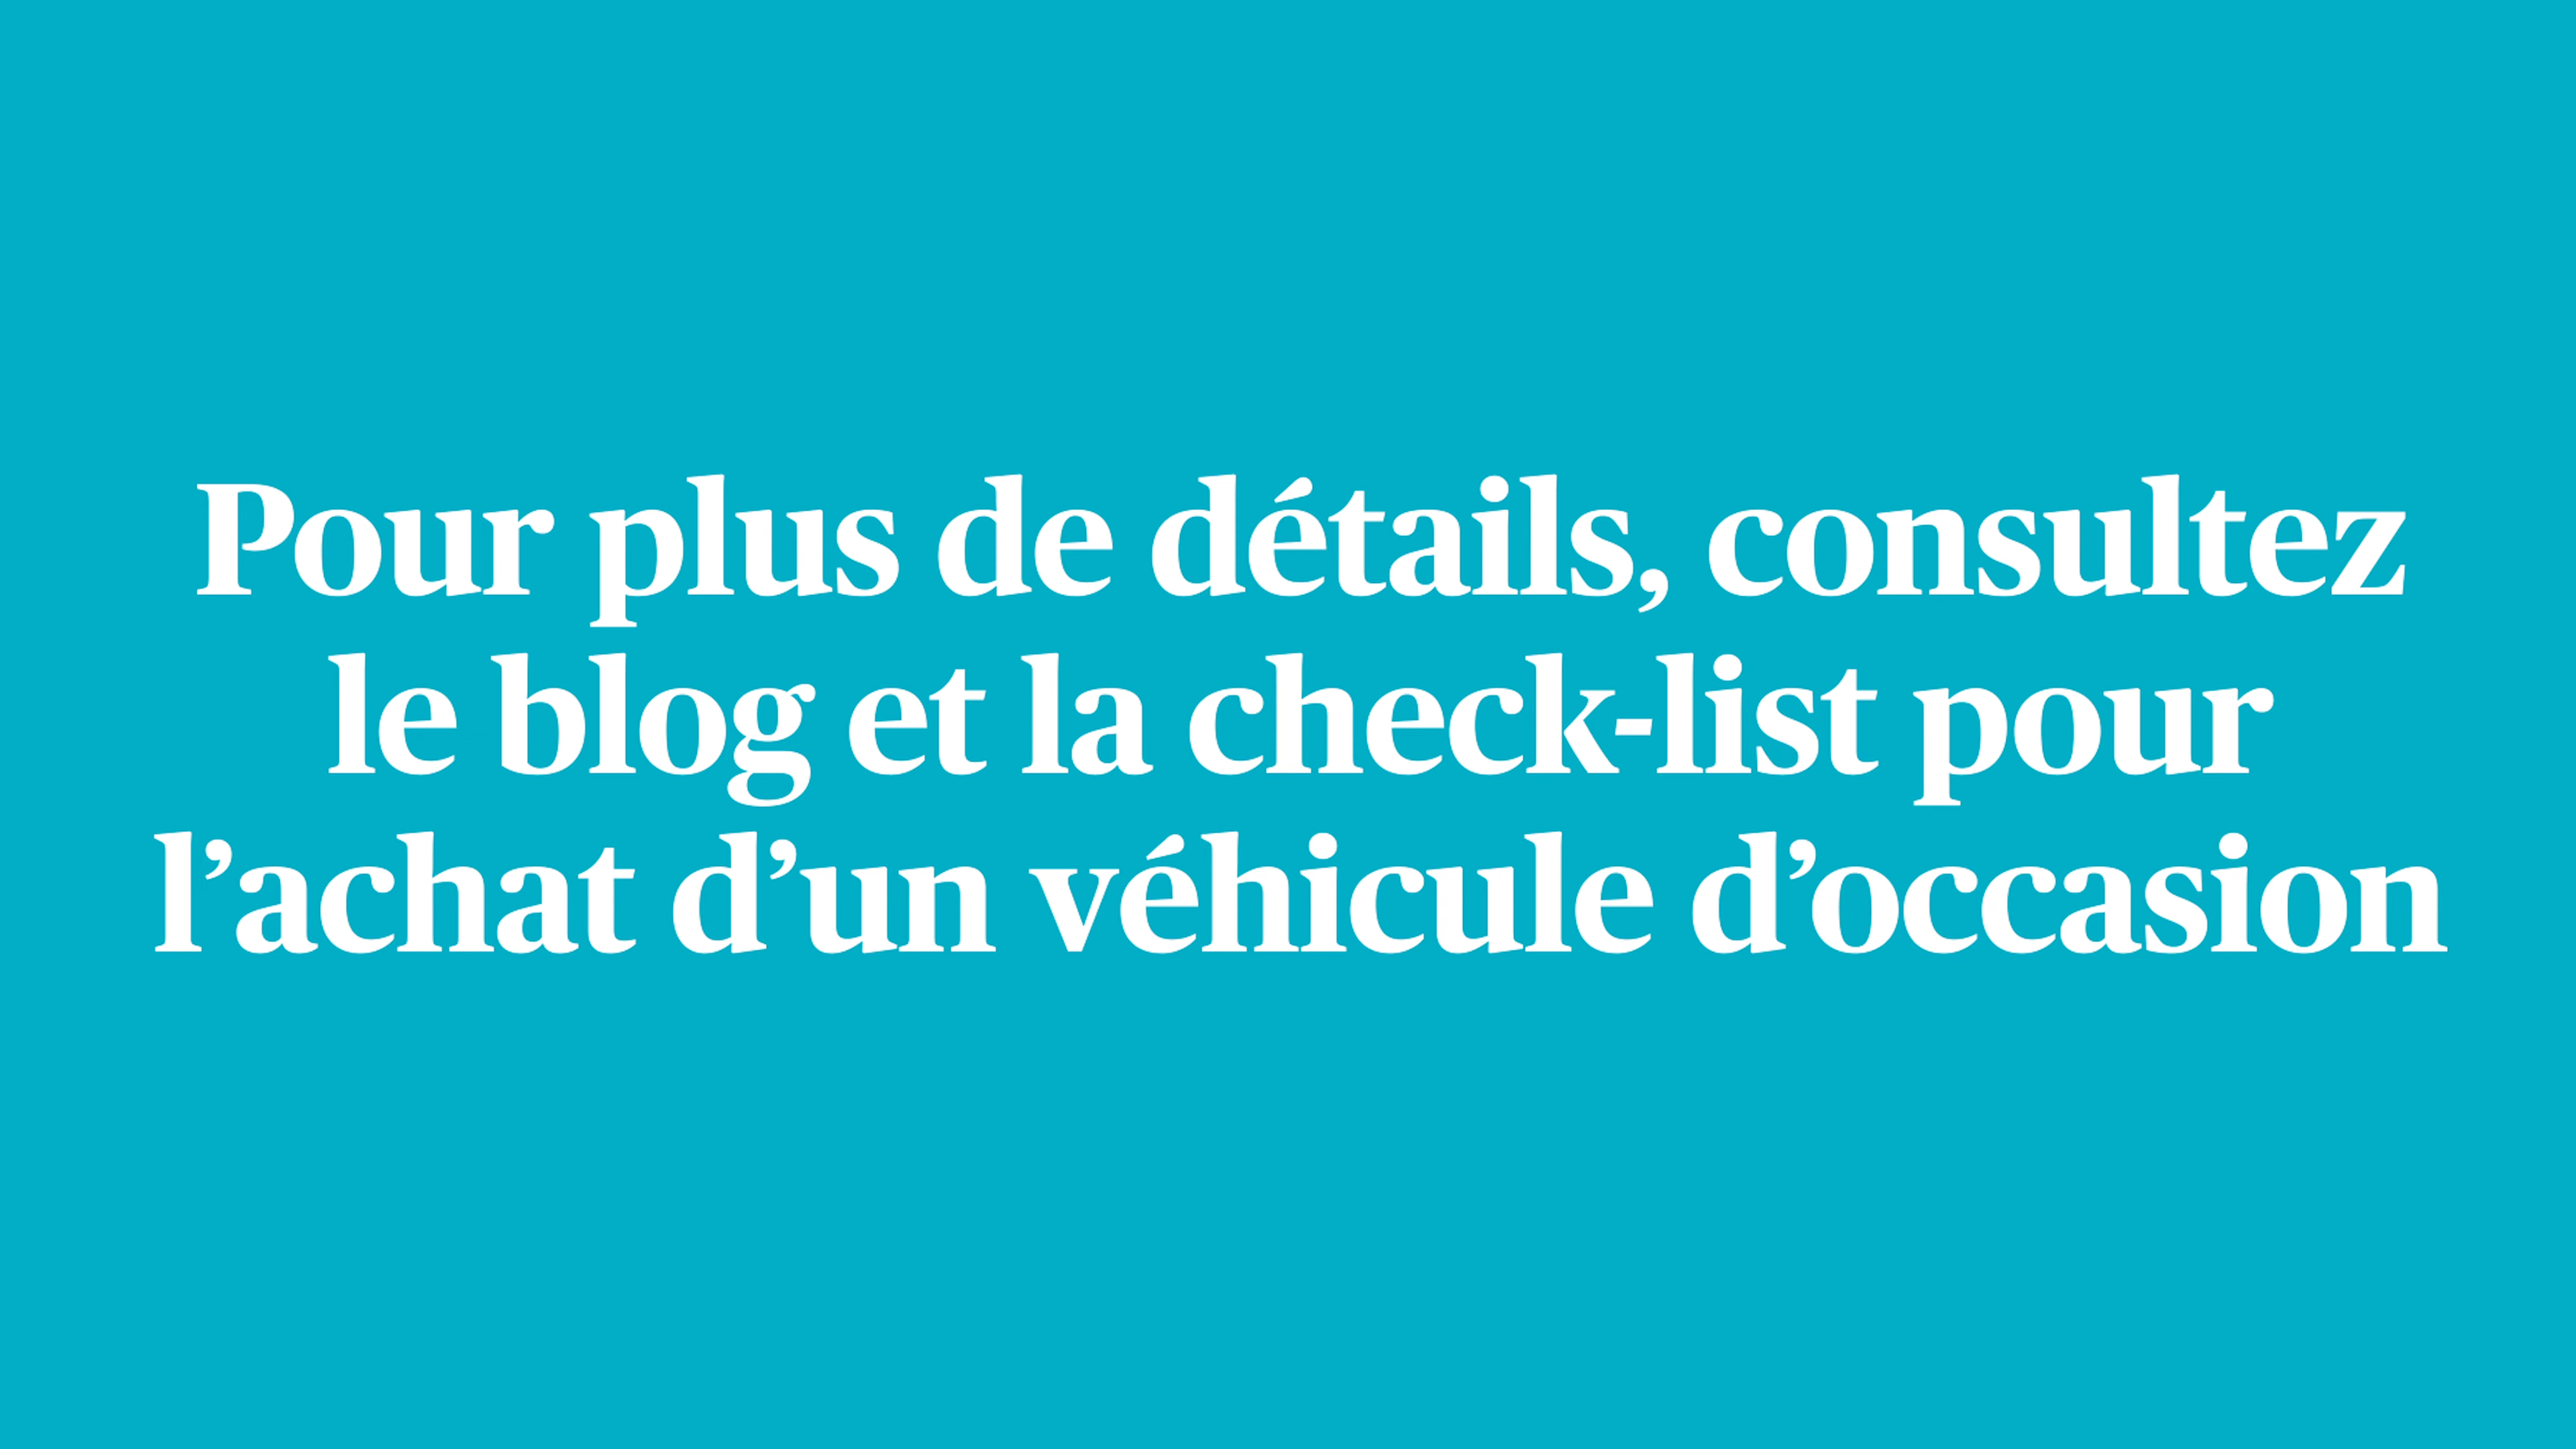 Pour plus de détails, consultez
le blog et la check-list pour
l’achat d’un véhicule d’occasion